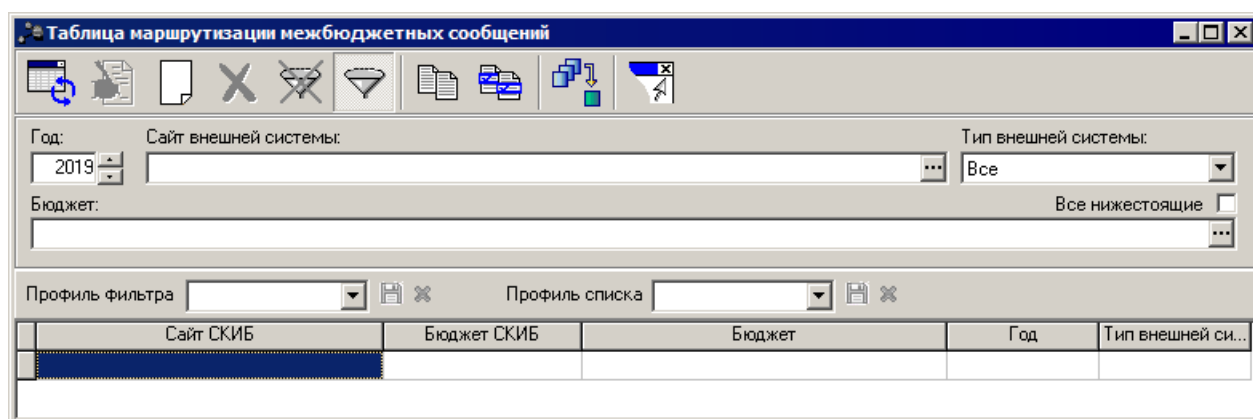 Таблица маршрутизации межбюджетных сообщений
Год: Сайт внешней системы: Тип внешней системы:
2019 ... Все
Бюджет: Все нижестоящие
...
Профиль фильтра Профиль списка
Сайт СКИБ Бюджет СКИБ Бюджет Год Тип внешней си...